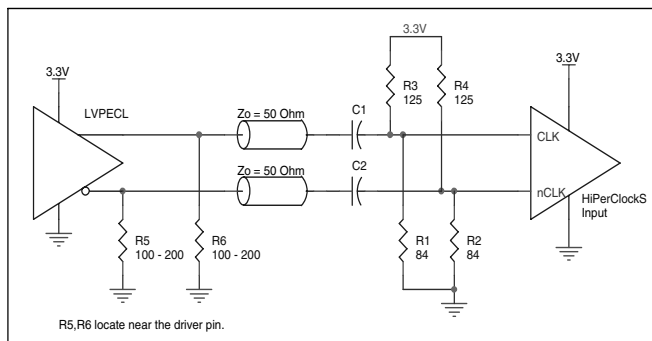 3.3V
3.3V
3.3V
R3
125
R4
125
LVPECL
Zo = 50 Ohm
C1
CLK
Zo = 50 Ohm
C2
nCLK
HiPerClockS
Input
R5
100 - 200
R6
100 - 200
R1
84
R2
84
R5,R6 locate near the driver pin.